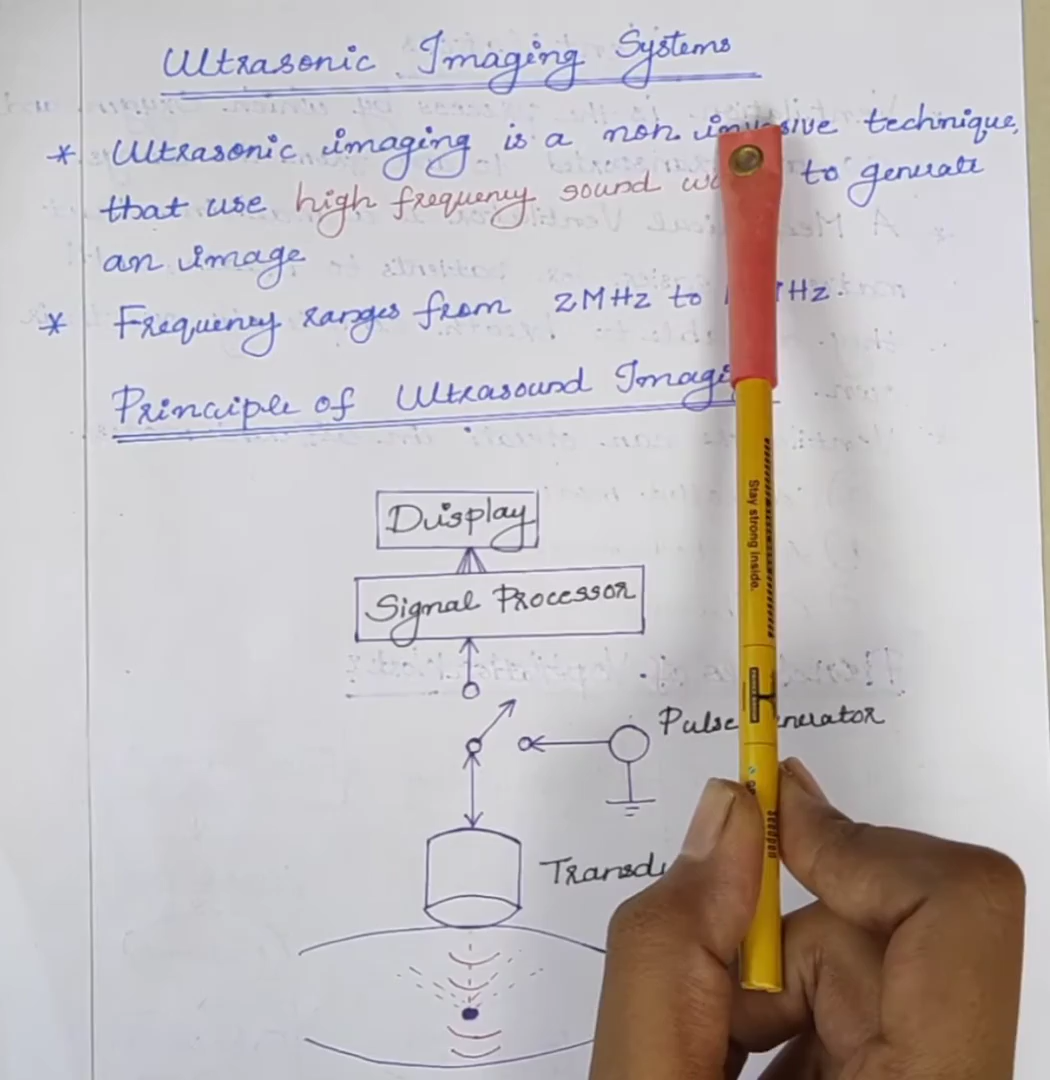 Ultrasonic Imaging Systems
* Ultrasonic imaging is a non invasive technique,
that use high frequency sound to generate
an image
* Frequency ranges from 2MHz to
Principle of Ultrasound
Display
Signal Processor
Pulse
Stay strong inside.